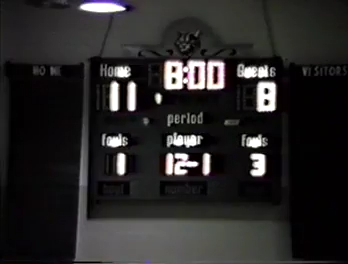 HOME
VISITORS
Home 8:00 Guests
11 8
period
fouls player fouls
1 12-1 3
number